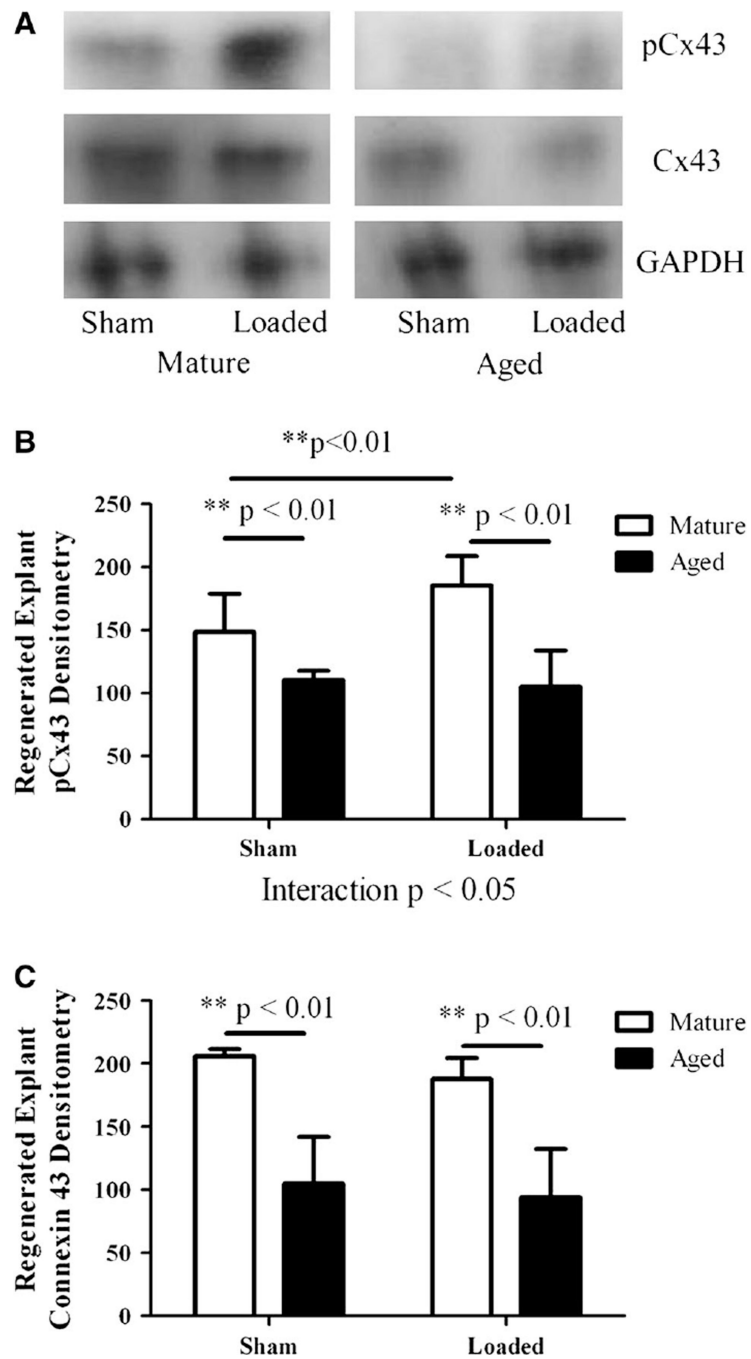 A
pCx43
Cx43
GAPDH
Sham Loaded Sham Loaded
Mature Aged
B
**p<0.01
** p < 0.01 ** p < 0.01
Mature
Aged
Regenerated Explant
pCx43 Densitometry
250
200
150
100
50
0
Sham Loaded
Interaction p < 0.05
C
** p < 0.01 ** p < 0.01
Mature
Aged
Regenerated Explant
Connexin 43 Densitometry
250
200
150
100
50
0
Sham Loaded